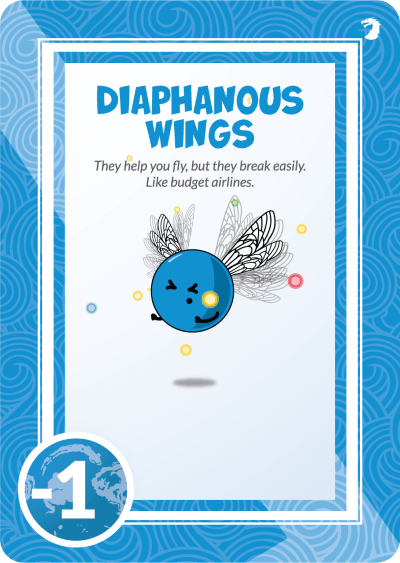 DIAPHANOUS
WINGS
They help you fly, but they break easily.
Like budget airlines.
-1